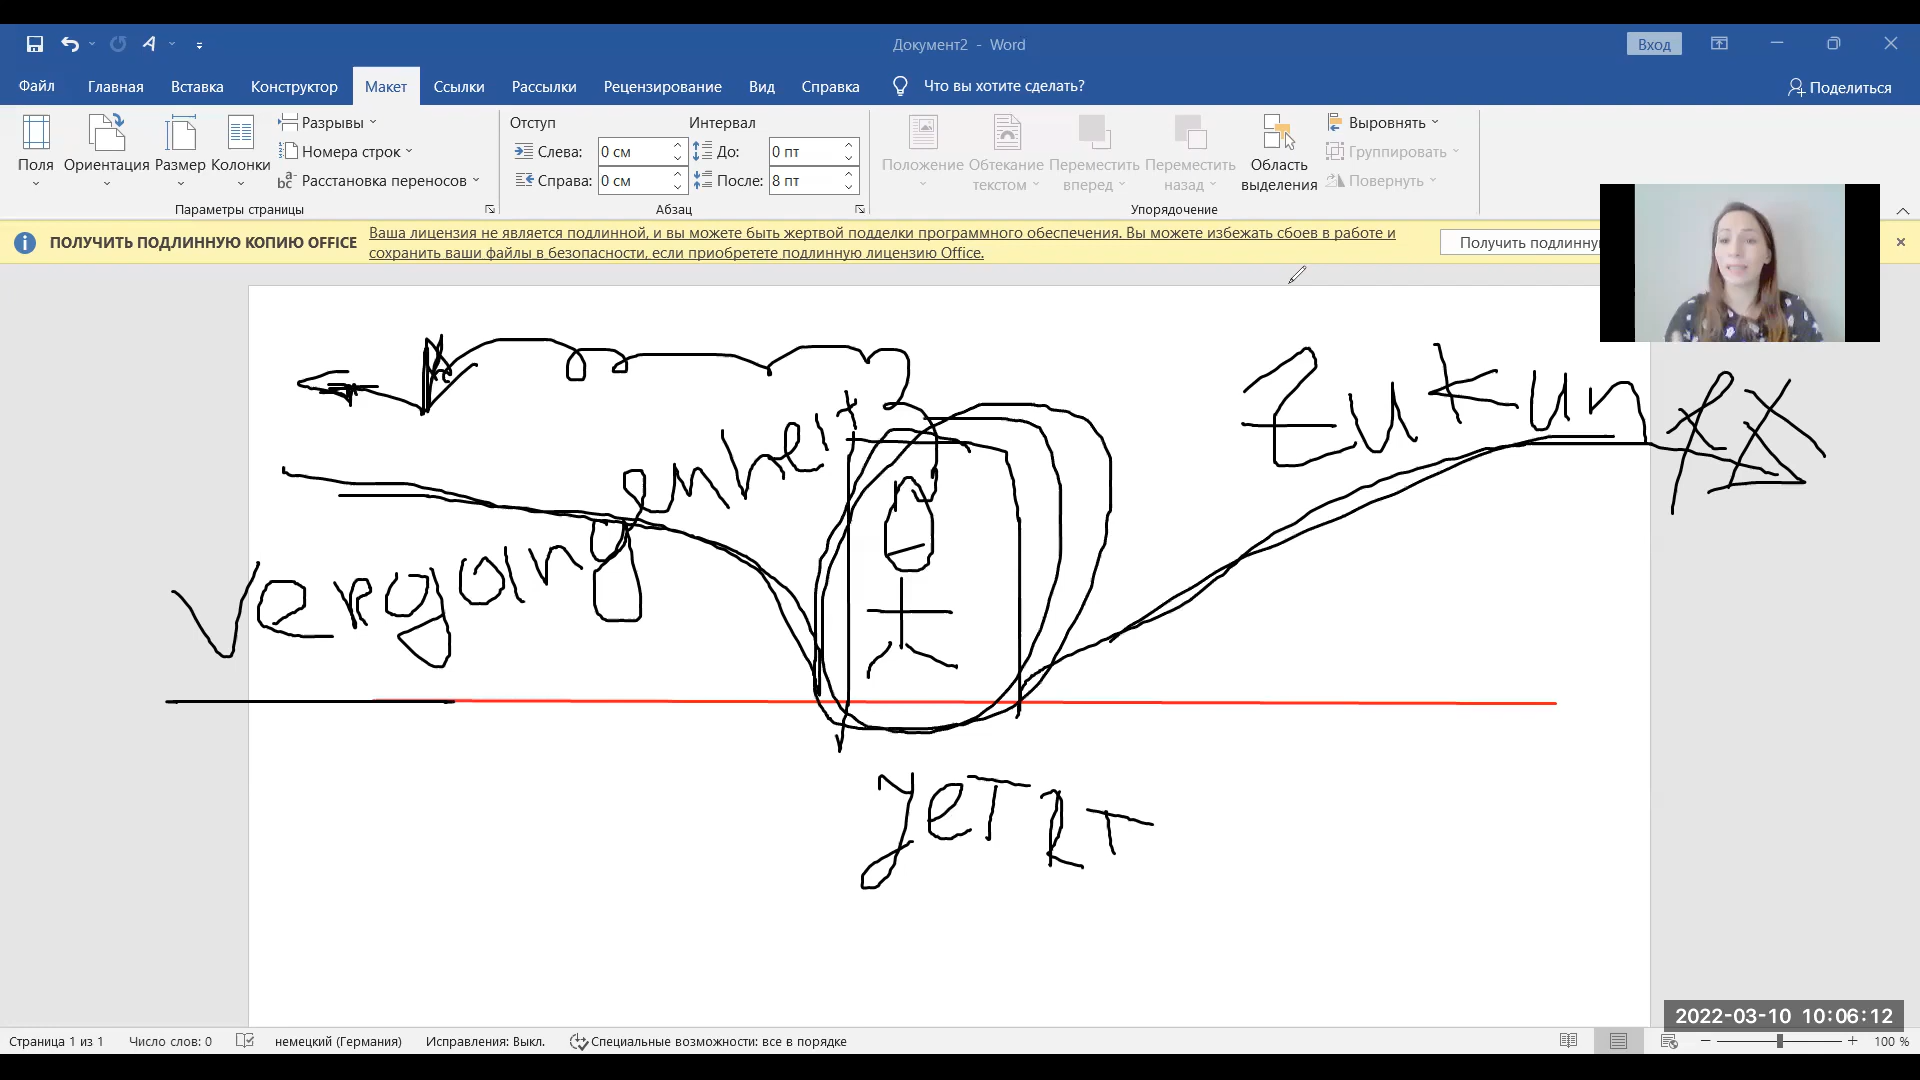 Документ2 - Word
Вход
Файл Главная Вставка Конструктор Макет Ссылки Рассылки Рецензирование Вид Справка Что вы хотите сделать? Поделиться
Поля Ориентация Размер Колонки
Разрывы
Номера строк
Расстановка переносов
Параметры страницы
Отступ Интервал
Слева: 0 см До: 0 пт
Справа: 0 см После: 8 пт
Абзац
Положение Обтекание текстом Переместить вперед Переместить назад Область выделения
Выровнять
Группировать
Повернуть
Упорядочение
ПОЛУЧИТЬ ПОДЛИННУЮ КОПИЮ OFFICE
Ваша лицензия не является подлинной, и вы можете быть жертвой подделки программного обеспечения. Вы можете избежать сбоев в работе и
сохранить ваши файлы в безопасности, если приобретете подлинную лицензию Office.
Получить подлинную
Zukunft
Vergangenheit
jetzt
2022-03-10 10:06:12
Страница 1 из 1 Число слов: 0 немецкий (Германия) Исправления: Выкл. Специальные возможности: все в порядке 100 %